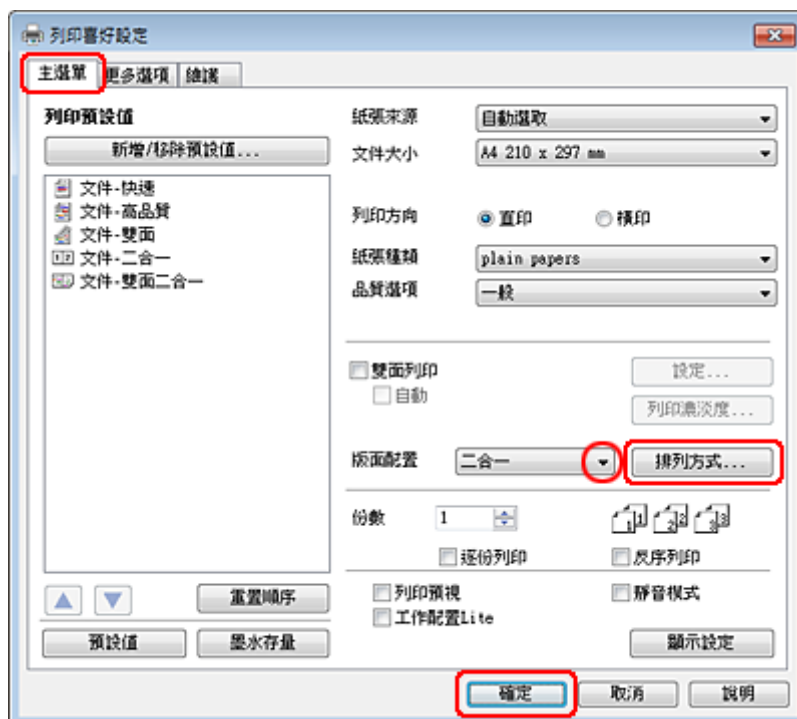 列印喜好設定
主選單 更多選項 維護
列印預設值
新增/移除預設值...
文件-快速
文件-高品質
文件-雙面
文件-二合一
文件-雙面二合一
重置順序
預設值 墨水存量
紙張來源 自動選取
文件大小 A4 210 x 297 mm
列印方向 直印 橫印
紙張種類 plain papers
品質選項 一般
雙面列印 設定...
自動 列印濃淡度...
版面配置 二合一 排列方式...
份數 1
逐份列印 反序列印
列印預視 靜音模式
工作配置Lite
顯示設定
確定 取消 說明